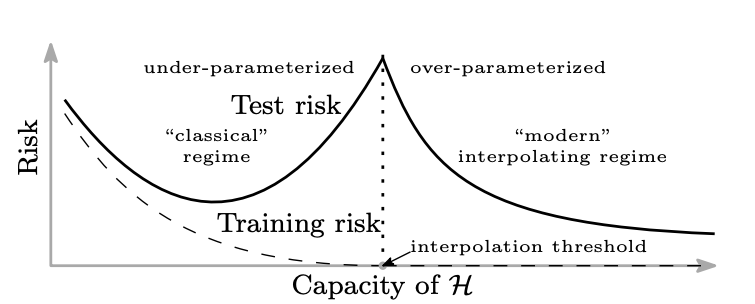 under-parameterized
over-parameterized
Test risk
“classical”
regime
“modern”
interpolating regime
Risk
Training risk
interpolation threshold
Capacity of ℋ